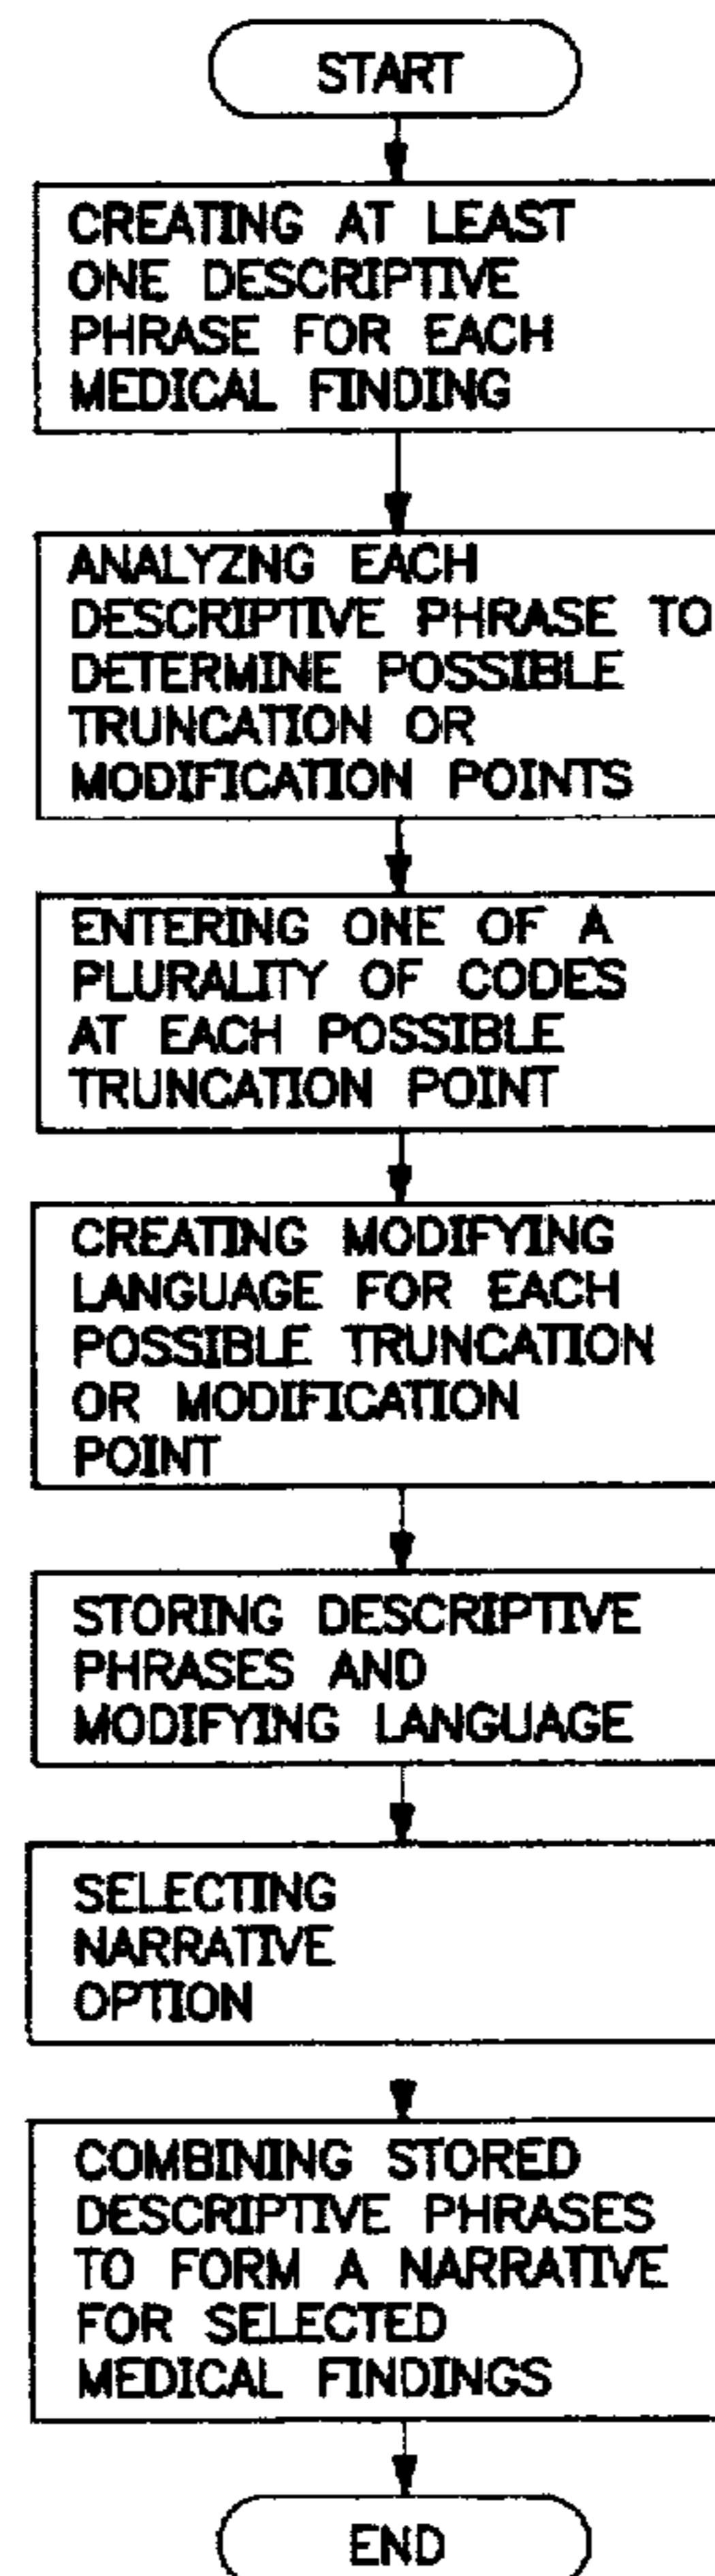 START
CREATING AT LEAST
ONE DESCRIPTIVE
PHRASE FOR EACH
MEDICAL FINDING
ANALYZNG EACH
DESCRIPTIVE PHRASE TO
DETERMINE POSSIBLE
TRUNCATION OR
MODIFICATION POINTS
ENTERING ONE OF A
PLURALITY OF CODES
AT EACH POSSIBLE
TRUNCATION POINT
CREATING MODIFYING
LANGUAGE FOR EACH
POSSIBLE TRUNCATION
OR MODIFICATION
POINT
STORING DESCRIPTIVE
PHRASES AND
MODIFYING LANGUAGE
SELECTING
NARRATIVE
OPTION
COMBINING STORED
DESCRIPTIVE PHRASES
TO FORM A NARRATIVE
FOR SELECTED
MEDICAL FINDINGS
END